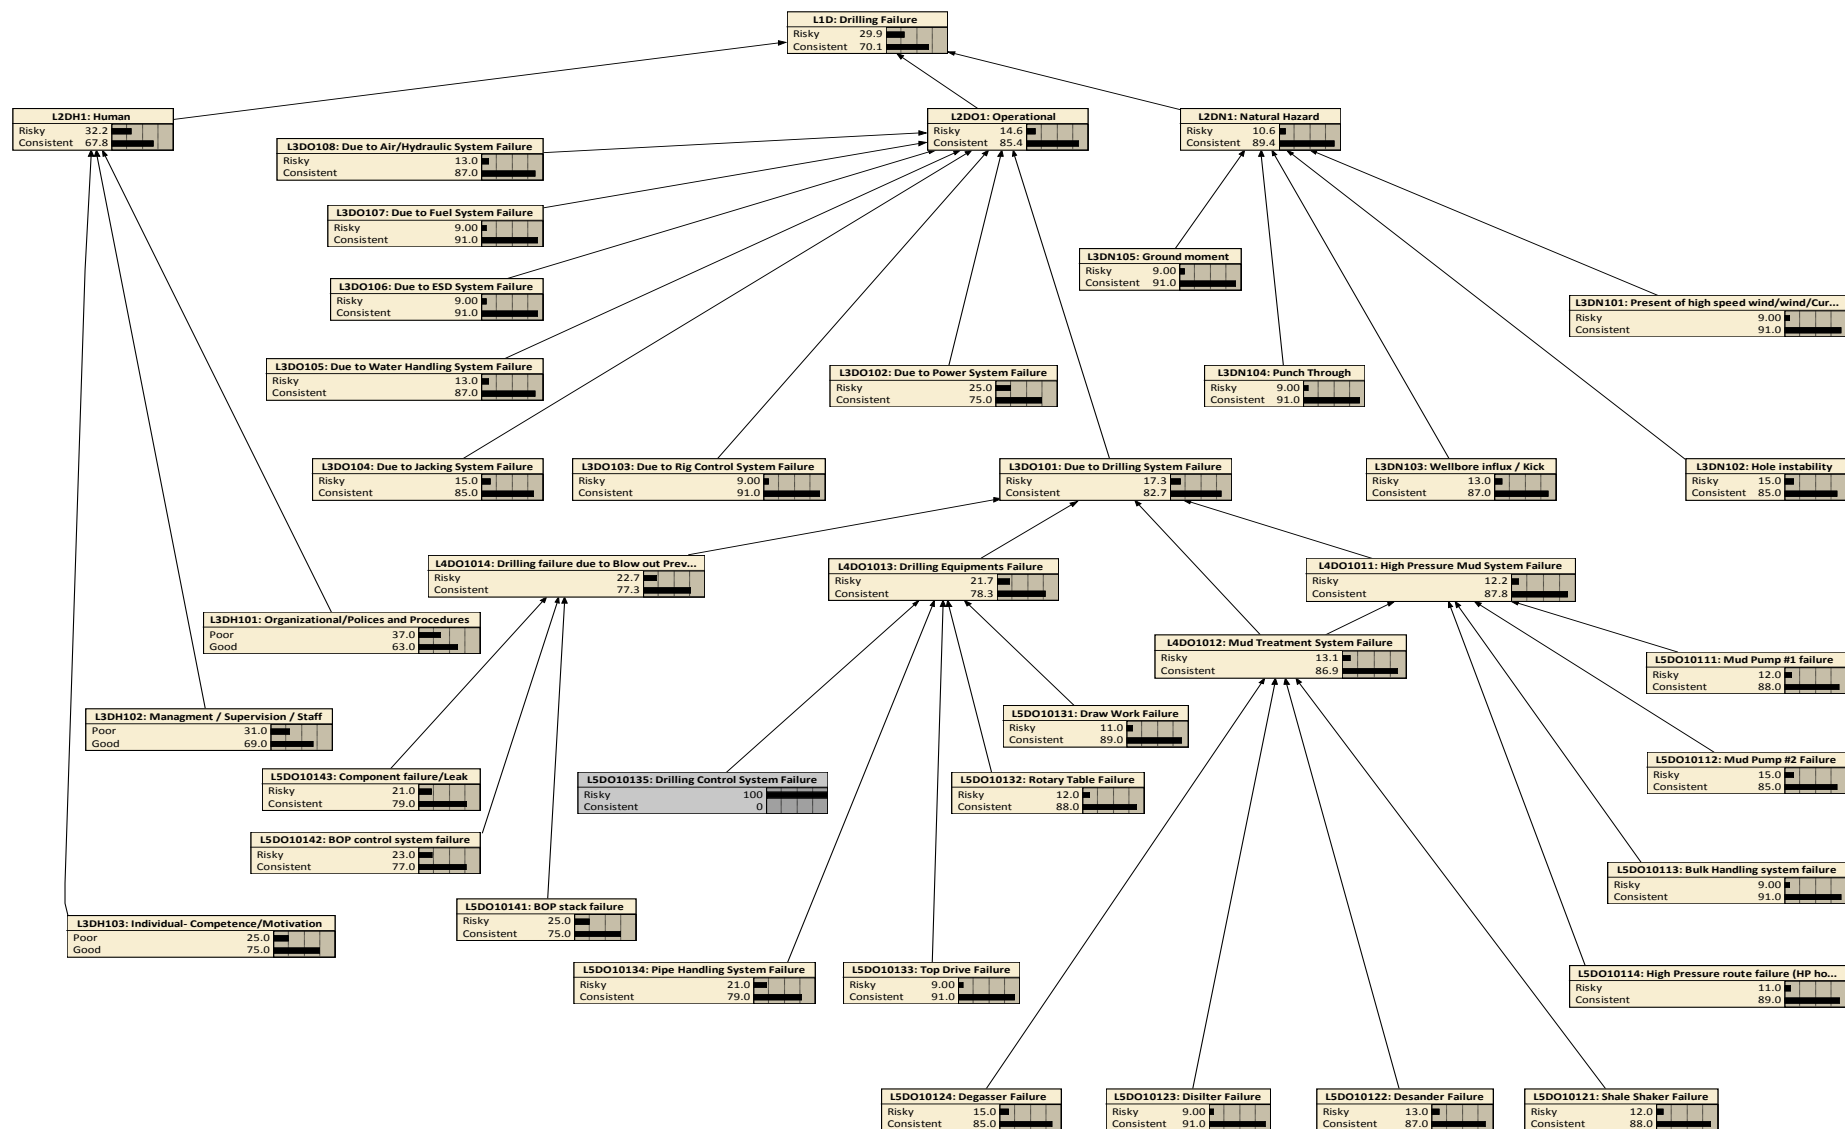 L1D: Drilling Failure
Risky 29.9
Consistent 70.1
L2DH1: Human
Risky 32.2
Consistent 67.8
L2DO1: Operational
Risky 14.6
Consistent 85.4
L2DN1: Natural Hazard
Risky 10.6
Consistent 89.4
L3DO108: Due to Air/Hydraulic System Failure
Risky 13.0
Consistent 87.0
L3DO107: Due to Fuel System Failure
Risky 9.00
Consistent 91.0
L3DN105: Ground moment
Risky 9.00
Consistent 91.0
L3DO106: Due to ESD System Failure
Risky 9.00
Consistent 91.0
L3DN101: Present of high speed wind/wind/Cur...
Risky 9.00
Consistent 91.0
L3DO105: Due to Water Handling System Failure
Risky 13.0
Consistent 87.0
L3DO102: Due to Power System Failure
Risky 25.0
Consistent 75.0
L3DN104: Punch Through
Risky 9.00
Consistent 91.0
L3DO104: Due to Jacking System Failure
Risky 15.0
Consistent 85.0
L3DO103: Due to Rig Control System Failure
Risky 9.00
Consistent 91.0
L3DO101: Due to Drilling System Failure
Risky 17.3
Consistent 82.7
L3DN103: Wellbore influx / Kick
Risky 13.0
Consistent 87.0
L3DN102: Hole instability
Risky 15.0
Consistent 85.0
L4DO1014: Drilling failure due to Blow out Prev...
Risky 22.7
Consistent 77.3
L4DO1013: Drilling Equipments Failure
Risky 21.7
Consistent 78.3
L4DO1011: High Pressure Mud System Failure
Risky 12.2
Consistent 87.8
L3DH101: Organizational/Polices and Procedures
Poor 37.0
Good 63.0
L4DO1012: Mud Treatment System Failure
Risky 13.1
Consistent 86.9
L5DO10111: Mud Pump #1 failure
Risky 12.0
Consistent 88.0
L3DH102: Managment / Supervision / Staff
Poor 31.0
Good 69.0
L5DO10131: Draw Work Failure
Risky 11.0
Consistent 89.0
L5DO10112: Mud Pump #2 Failure
Risky 15.0
Consistent 85.0
L5DO10143: Component failure/Leak
Risky 21.0
Consistent 79.0
L5DO10135: Drilling Control System Failure
Risky 100
Consistent 0
L5DO10132: Rotary Table Failure
Risky 12.0
Consistent 88.0
L5DO10142: BOP control system failure
Risky 23.0
Consistent 77.0
L5DO10113: Bulk Handling system failure
Risky 9.00
Consistent 91.0
L5DO10141: BOP stack failure
Risky 25.0
Consistent 75.0
L3DH103: Individual- Competence/Motivation
Poor 25.0
Good 75.0
L5DO10134: Pipe Handling System Failure
Risky 21.0
Consistent 79.0
L5DO10133: Top Drive Failure
Risky 9.00
Consistent 91.0
L5DO10114: High Pressure route failure (HP ho...
Risky 11.0
Consistent 89.0
L5DO10124: Degasser Failure
Risky 15.0
Consistent 85.0
L5DO10123: Disilter Failure
Risky 9.00
Consistent 91.0
L5DO10122: Desander Failure
Risky 13.0
Consistent 87.0
L5DO10121: Shale Shaker Failure
Risky 12.0
Consistent 88.0